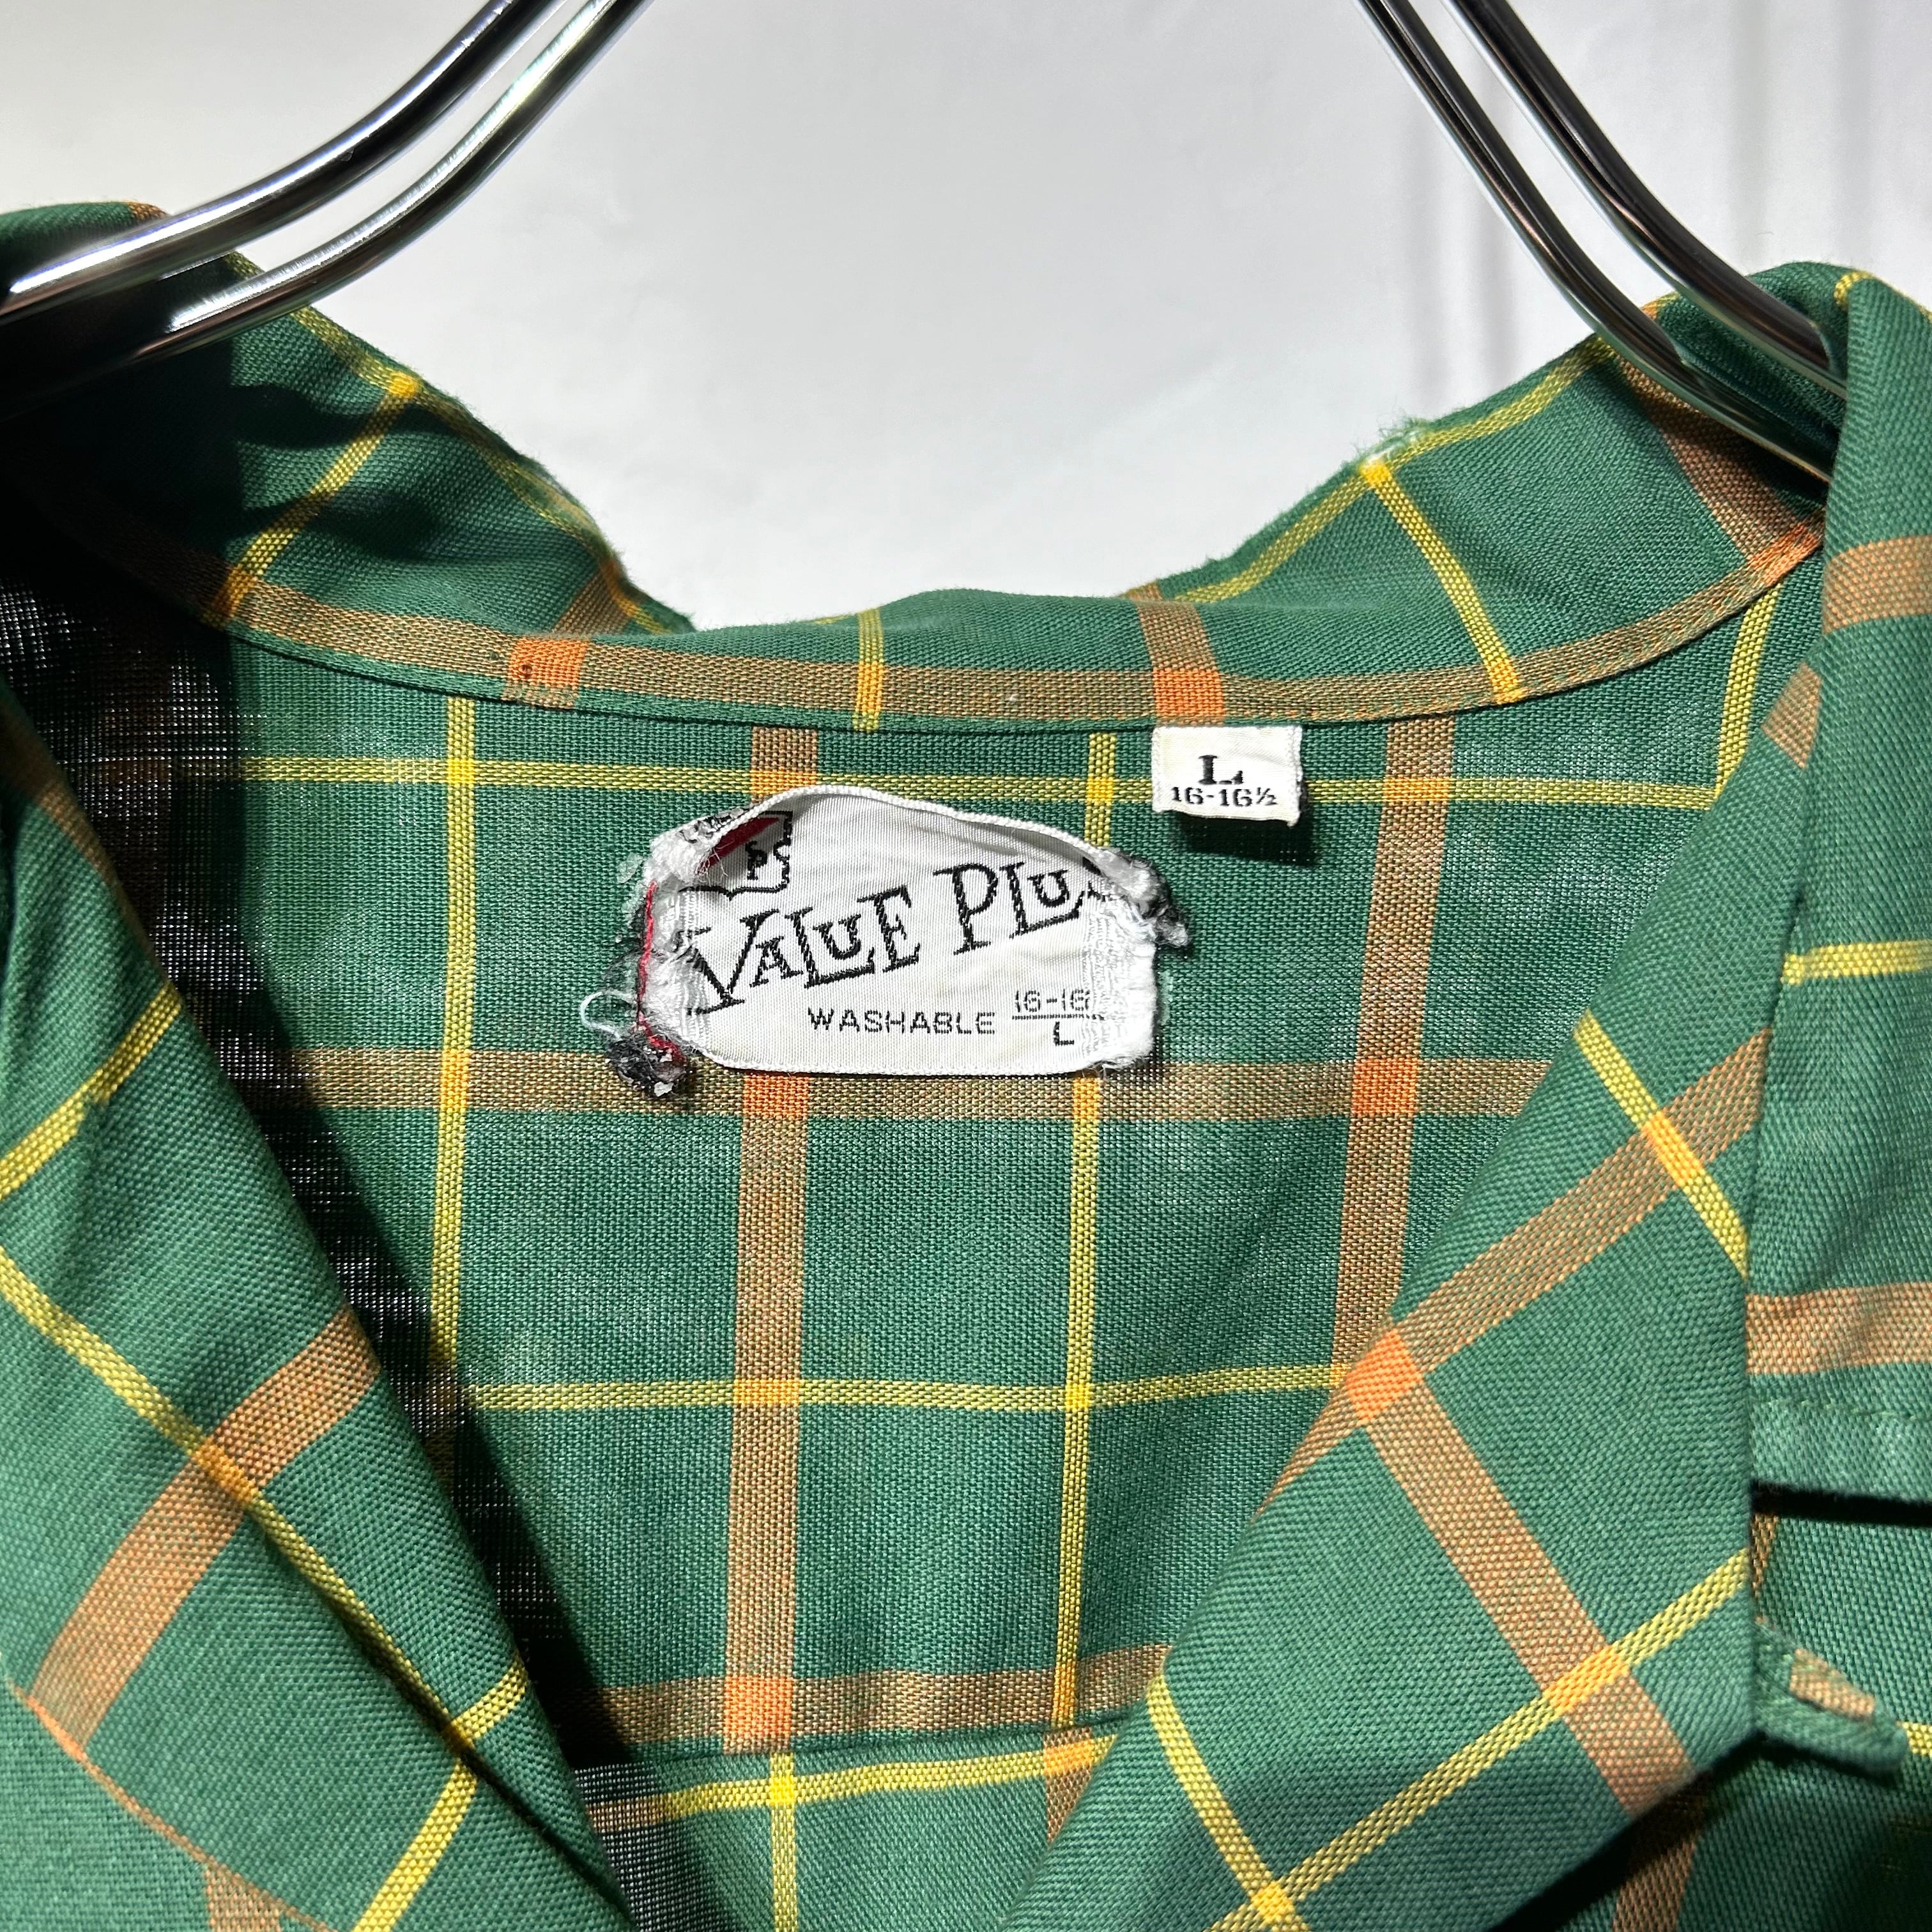 L
16-16½
P
VALUE PLU
WASHABLE 16-16
L